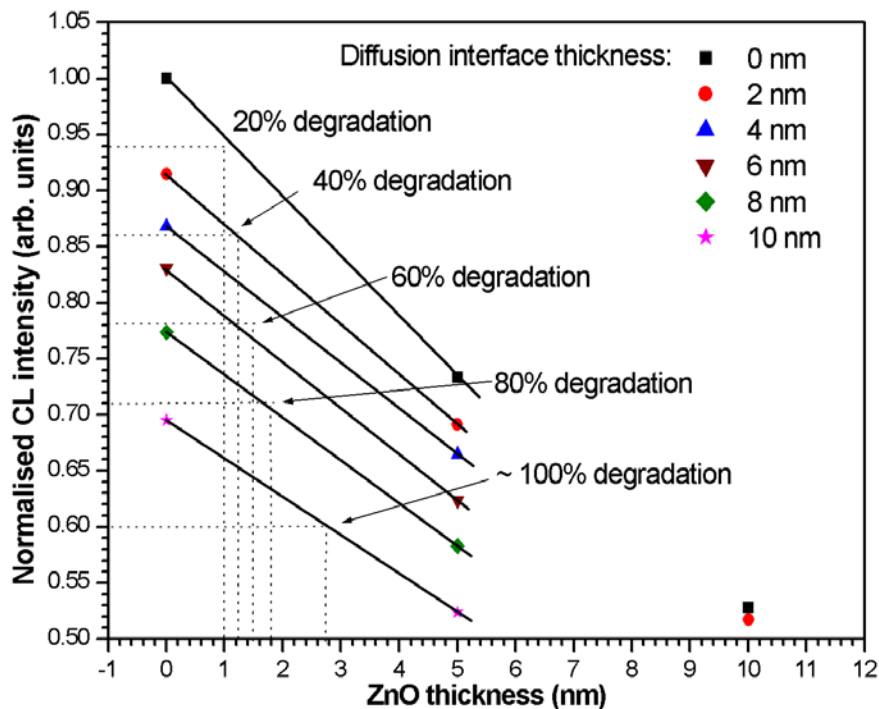 1.05
1.00
0.95
0.90
0.85
0.80
0.75
0.70
0.65
0.60
0.55
0.50
Normalised CL intensity (arb. units)
Diffusion interface thickness:
0 nm
2 nm
4 nm
6 nm
8 nm
10 nm
20% degradation
40% degradation
60% degradation
80% degradation
~ 100% degradation
-1 0 1 2 3 4 5 6 7 8 9 10 11 12
ZnO thickness (nm)